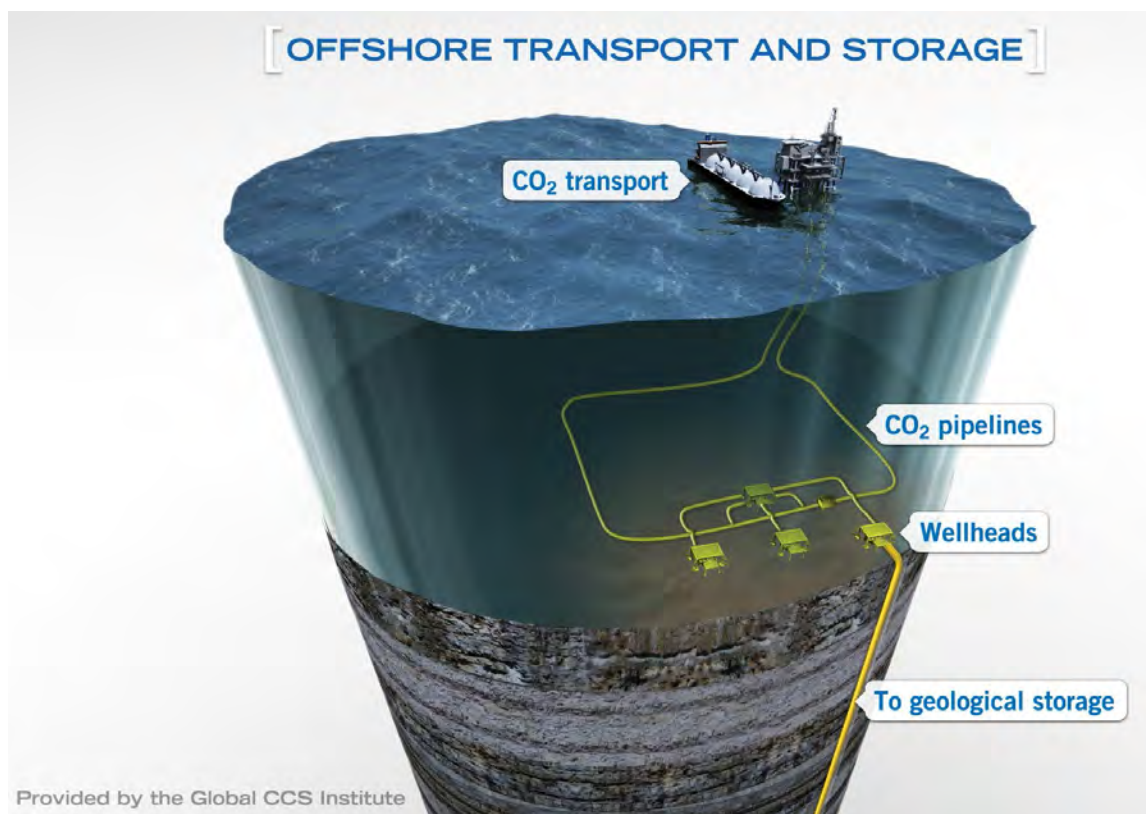 [OFFSHORE TRANSPORT AND STORAGE]
CO₂ transport
CO₂ pipelines
Wellheads
To geological storage
Provided by the Global CCS Institute